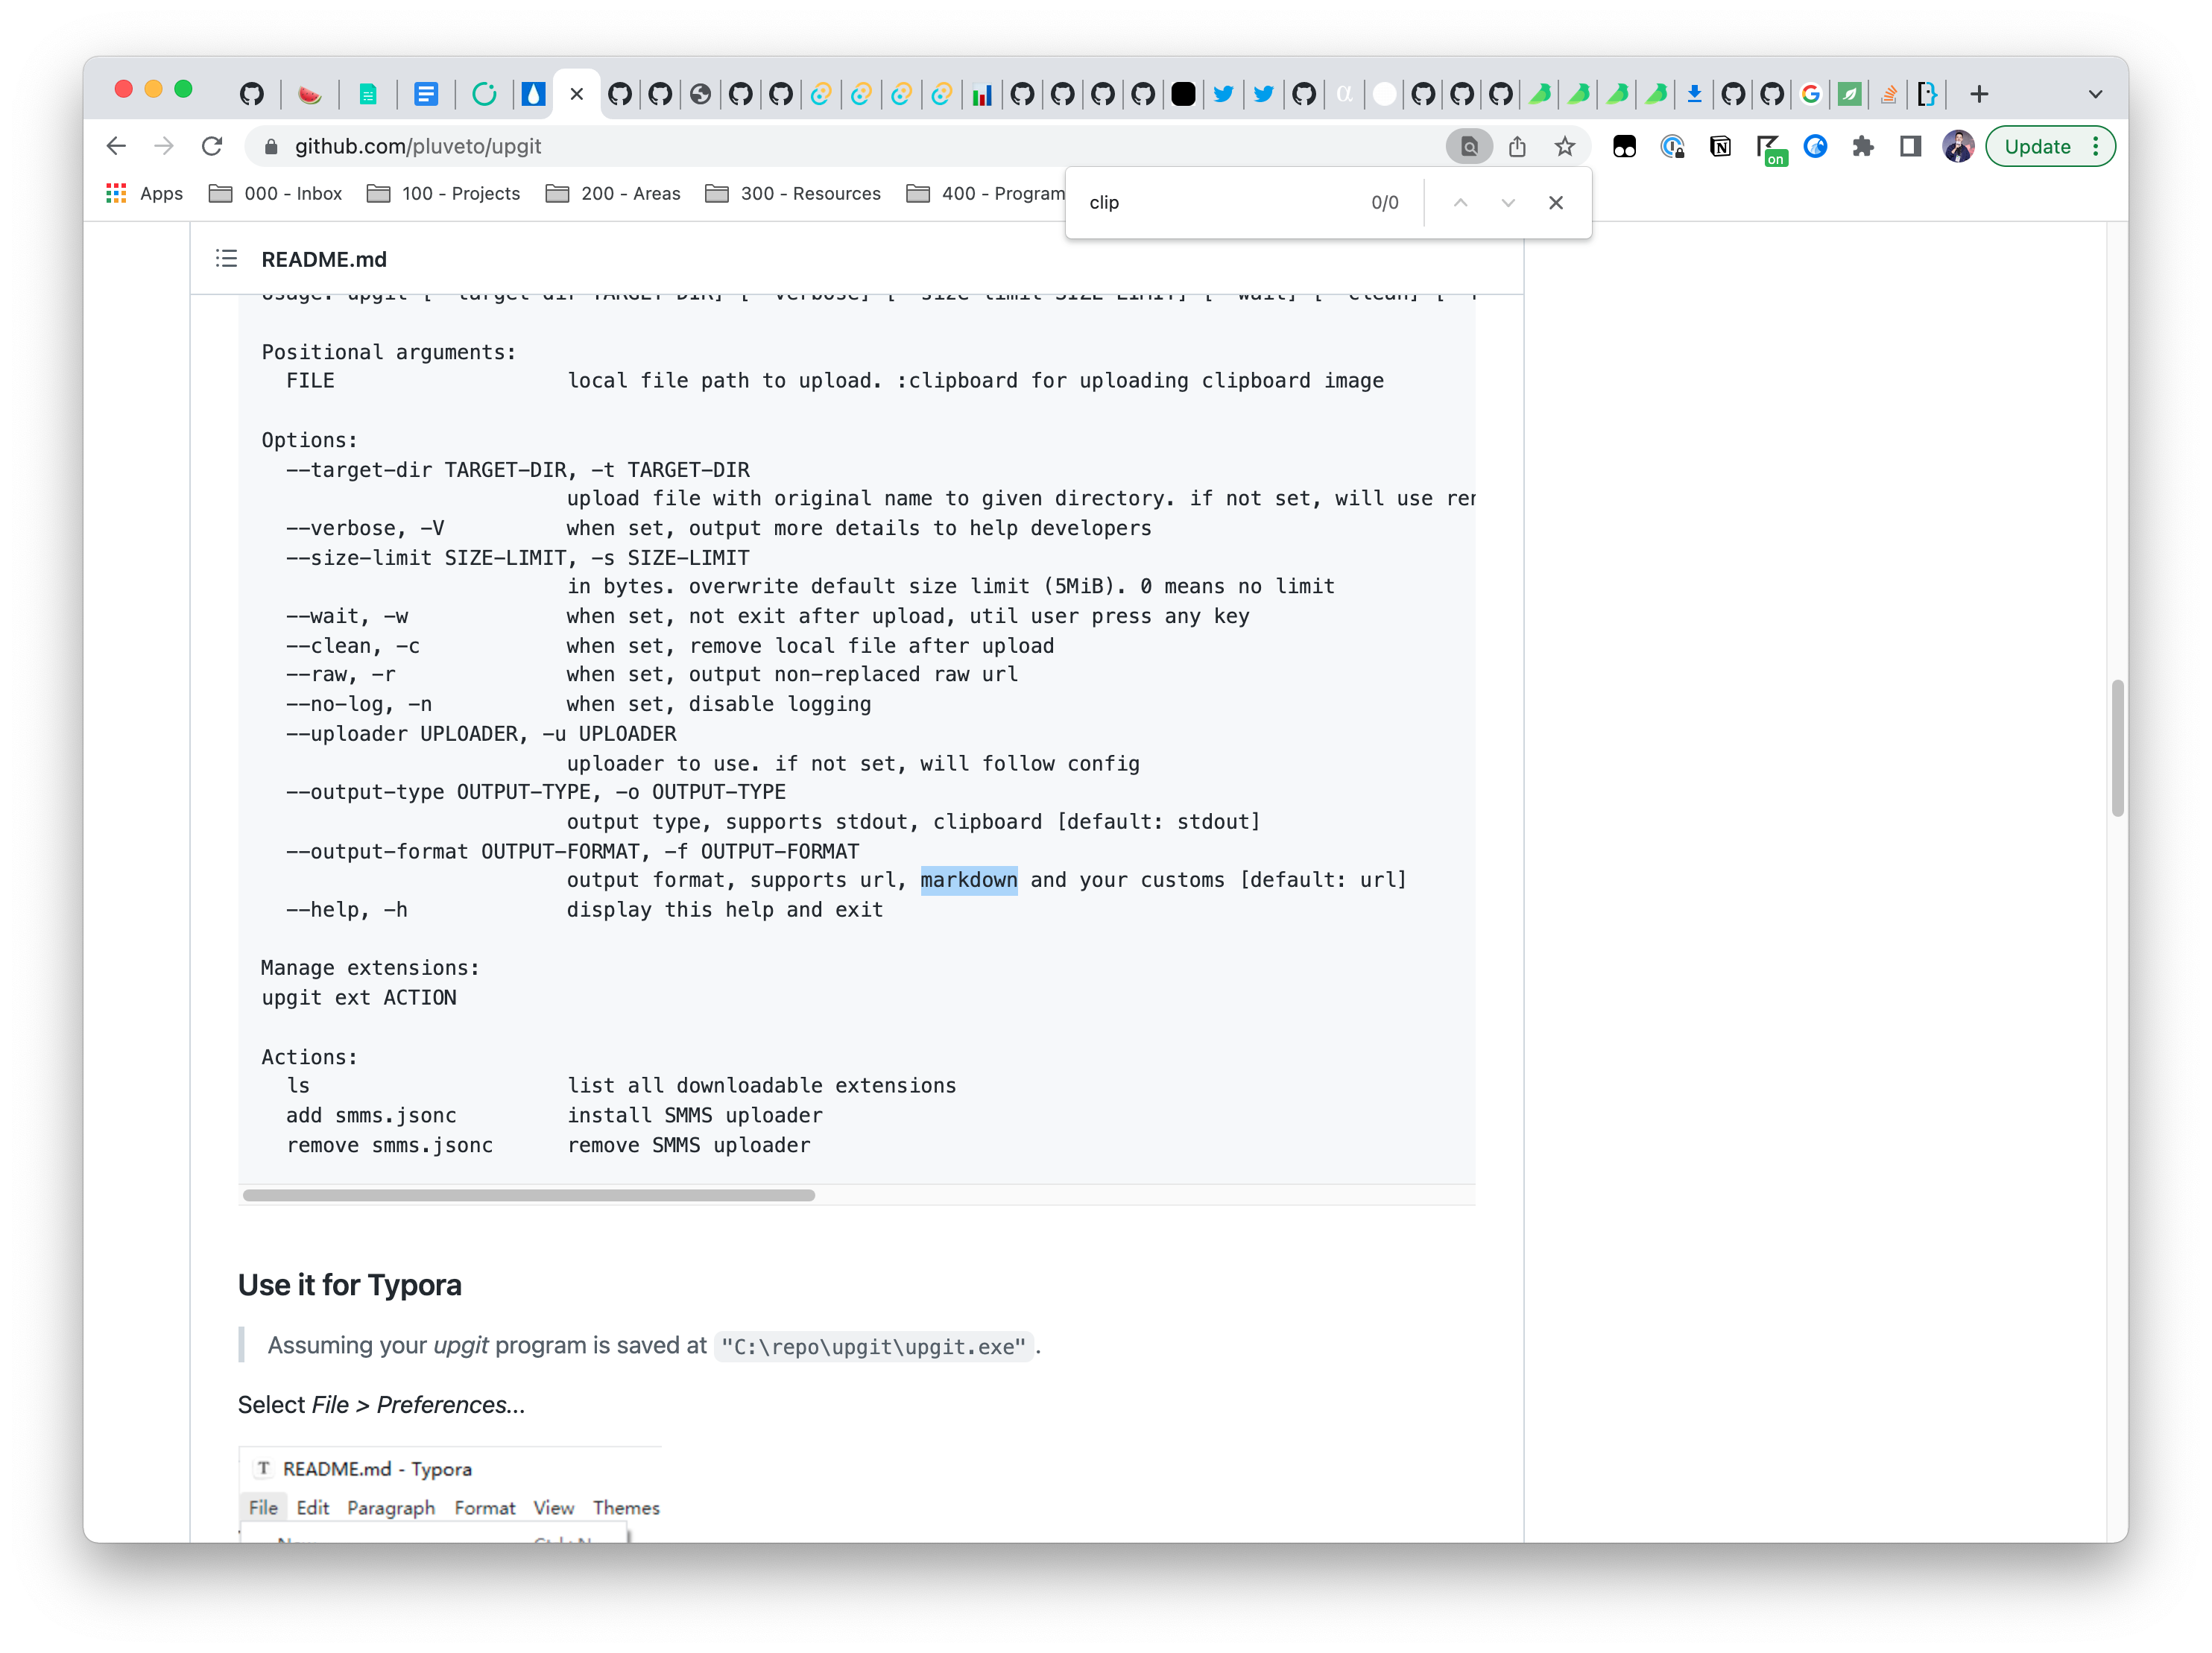 github.com/pluveto/upgit
Update
on
Apps
000 - Inbox
100 - Projects
200 - Areas
300 - Resources
400 - Program
clip
0/0
README.md
Positional arguments:
FILE local file path to upload. :clipboard for uploading clipboard image
Options:
--target-dir TARGET-DIR, -t TARGET-DIR
upload file with original name to given directory. if not set, will use
--verbose, -V when set, output more details to help developers
--size-limit SIZE-LIMIT, -s SIZE-LIMIT
in bytes. overwrite default size limit (5MiB). 0 means no limit
--wait, -w when set, not exit after upload, util user press any key
--clean, -c when set, remove local file after upload
--raw, -r when set, output non-replaced raw url
--no-log, -n when set, disable logging
--uploader UPLOADER, -u UPLOADER
uploader to use. if not set, will follow config
--output-type OUTPUT-TYPE, -o OUTPUT-TYPE
output type, supports stdout, clipboard [default: stdout]
--output-format OUTPUT-FORMAT, -f OUTPUT-FORMAT
output format, supports url, markdown and your customs [default: url]
--help, -h display this help and exit
Manage extensions:
upgit ext ACTION
Actions:
ls list all downloadable extensions
add smms.jsonc install SMMS uploader
remove smms.jsonc remove SMMS uploader
Use it for Typora
Assuming your upgit program is saved at "C:\repo\upgit\upgit.exe".
Select File > Preferences...
T README.md - Typora
File Edit Paragraph Format View Themes